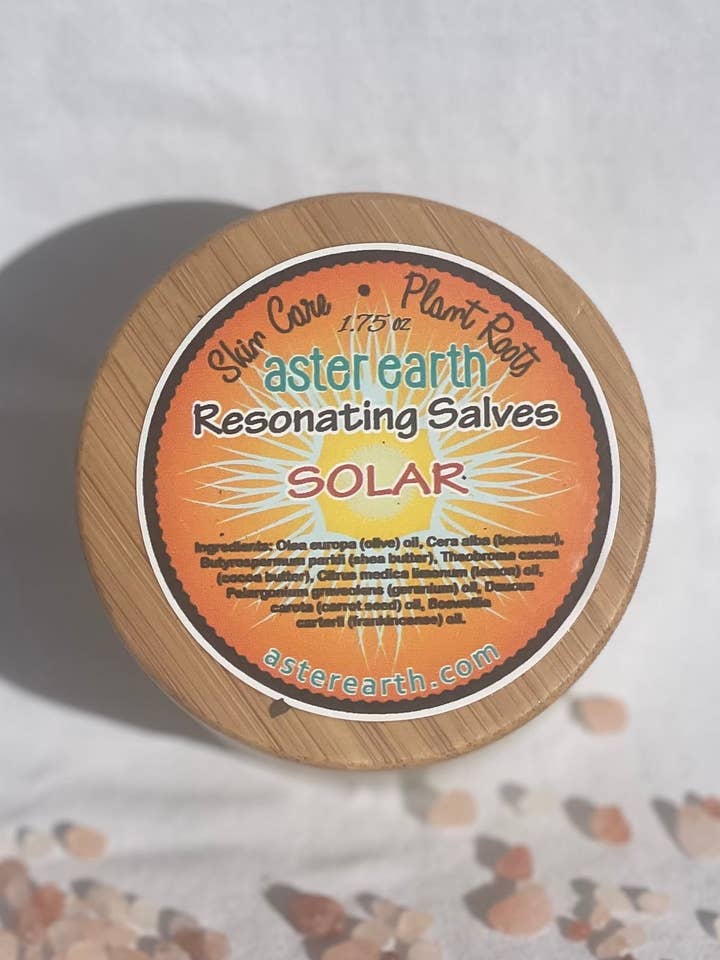 Skin Care • Plant Roots
1.75 oz
aster earth
Resonating Salves
SOLAR
Ingredients: Olea europa (olive) oil, Cera alba (beeswax),
Butyrospermum parkii (shea butter), Theobroma cacao
(cocoa butter), Citrus medica limonum (lemon) oil,
Pelargonium graveolens (geranium) oil, Daucus
carota (carrot seed) oil, Boswellia
carterii (frankincense) oil.
asterearth.com